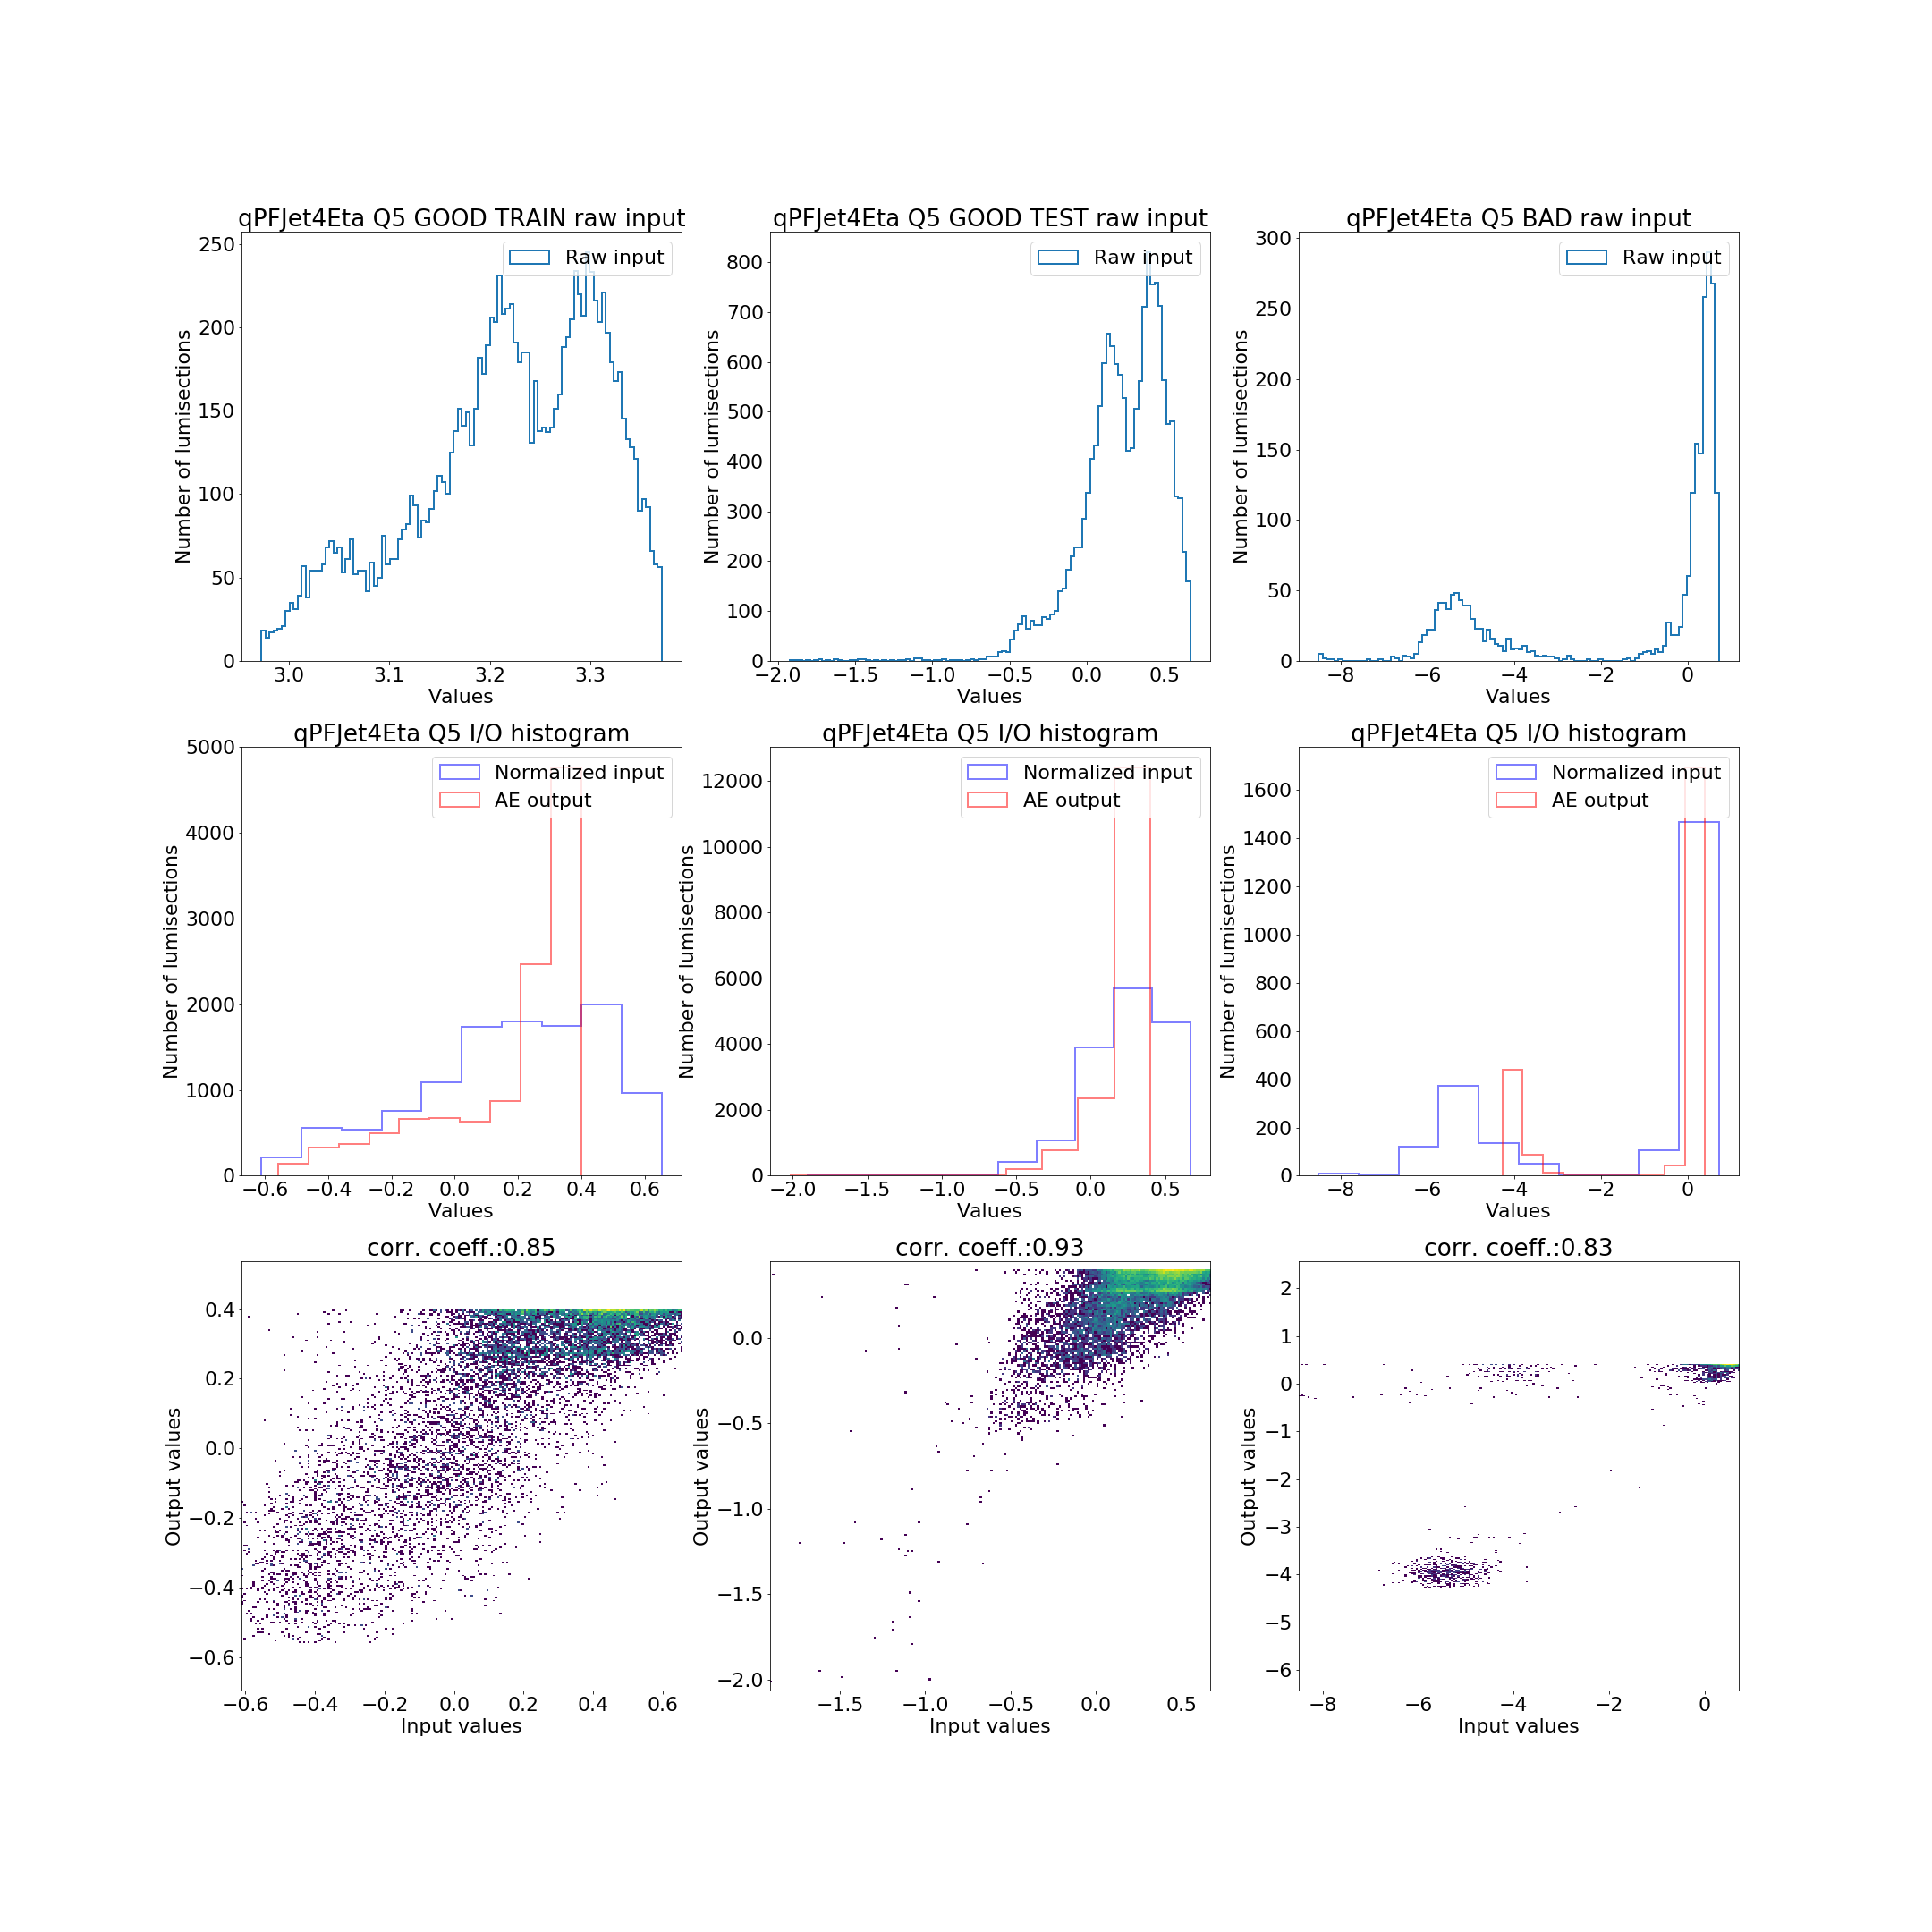 qPFJet4Eta Q5 GOOD TRAIN raw input
Raw input
Number of lumisections
250
200
150
100
50
0
3.0 3.1 3.2 3.3
Values
qPFJet4Eta Q5 GOOD TEST raw input
Raw input
Number of lumisections
800
700
600
500
400
300
200
100
0
−2.0 −1.5 −1.0 −0.5 0.0 0.5
Values
qPFJet4Eta Q5 BAD raw input
Raw input
Number of lumisections
300
250
200
150
100
50
0
−8 −6 −4 −2 0
Values
qPFJet4Eta Q5 I/O histogram
Normalized input
AE output
Number of lumisections
5000
4000
3000
2000
1000
0
−0.6 −0.4 −0.2 0.0 0.2 0.4 0.6
Values
qPFJet4Eta Q5 I/O histogram
Normalized input
AE output
Number of lumisections
12000
10000
8000
6000
4000
2000
0
−2.0 −1.5 −1.0 −0.5 0.0 0.5
Values
qPFJet4Eta Q5 I/O histogram
Normalized input
AE output
Number of lumisections
1600
1400
1200
1000
800
600
400
200
0
−8 −6 −4 −2 0
Values
corr. coeff.:0.85
Output values
0.4
0.2
0.0
−0.2
−0.4
−0.6
−0.6 −0.4 −0.2 0.0 0.2 0.4 0.6
Input values
corr. coeff.:0.93
Output values
0.0
−0.5
−1.0
−1.5
−2.0
−1.5 −1.0 −0.5 0.0 0.5
Input values
corr. coeff.:0.83
Output values
2
1
0
−1
−2
−3
−4
−5
−6
−8 −6 −4 −2 0
Input values